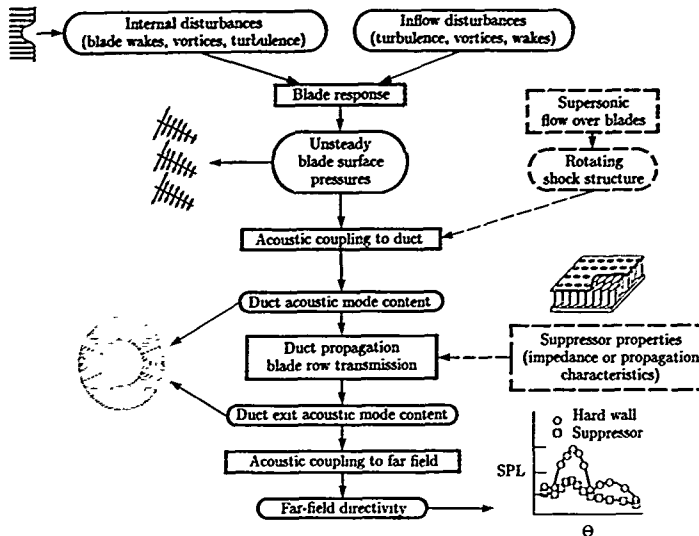 Internal disturbances
(blade wakes, vortices, turbulence)
Inflow disturbances
(turbulence, vortices, wakes)
Blade response
Supersonic
flow over blades
Unsteady
blade surface
pressures
Rotating
shock structure
Acoustic coupling to duct
Duct acoustic mode content
Duct propagation
blade row transmission
Suppressor properties
(impedance or propagation
characteristics)
Duct exit acoustic mode content
Hard wall
Suppressor
Acoustic coupling to far field
SPL
Far-field directivity
Θ